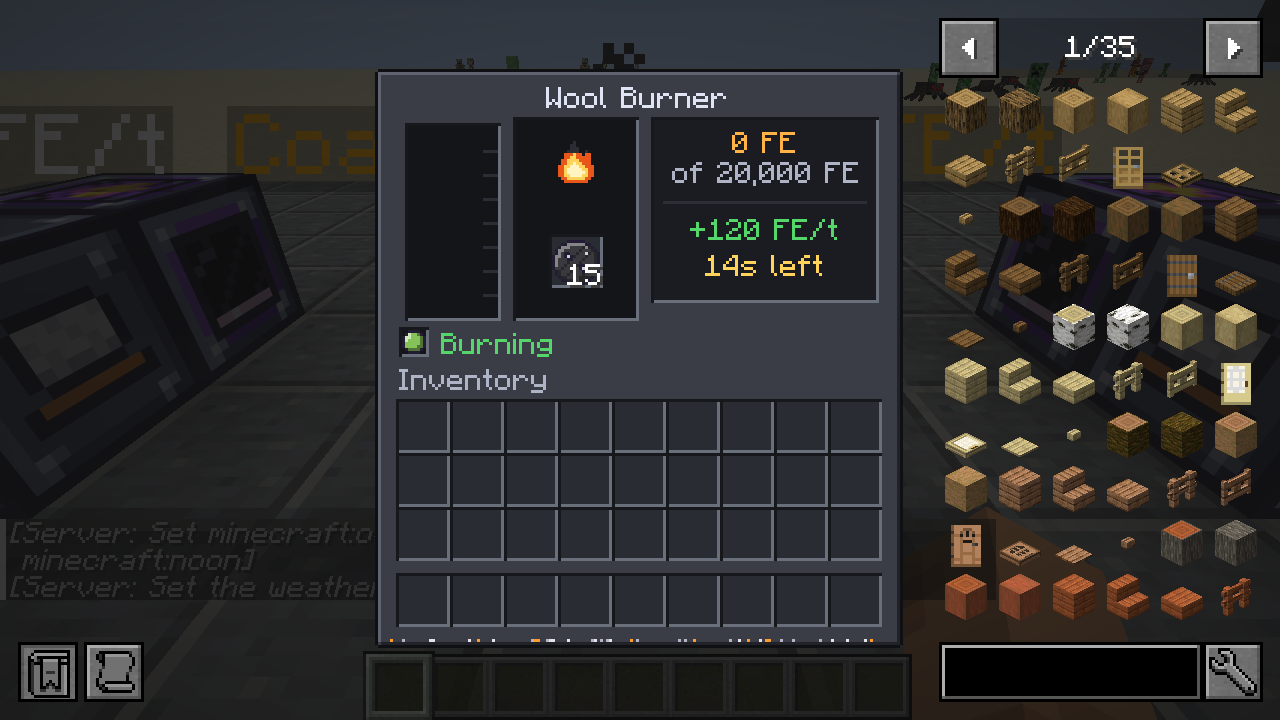 Wool Burner
1/35
FE/t
Coa
E/t
0 FE
of 20,000 FE
+120 FE/t
14s left
15
Burning
Inventory
[Server: Set minecraft:o
minecraft:noon]
[Server: Set the weather